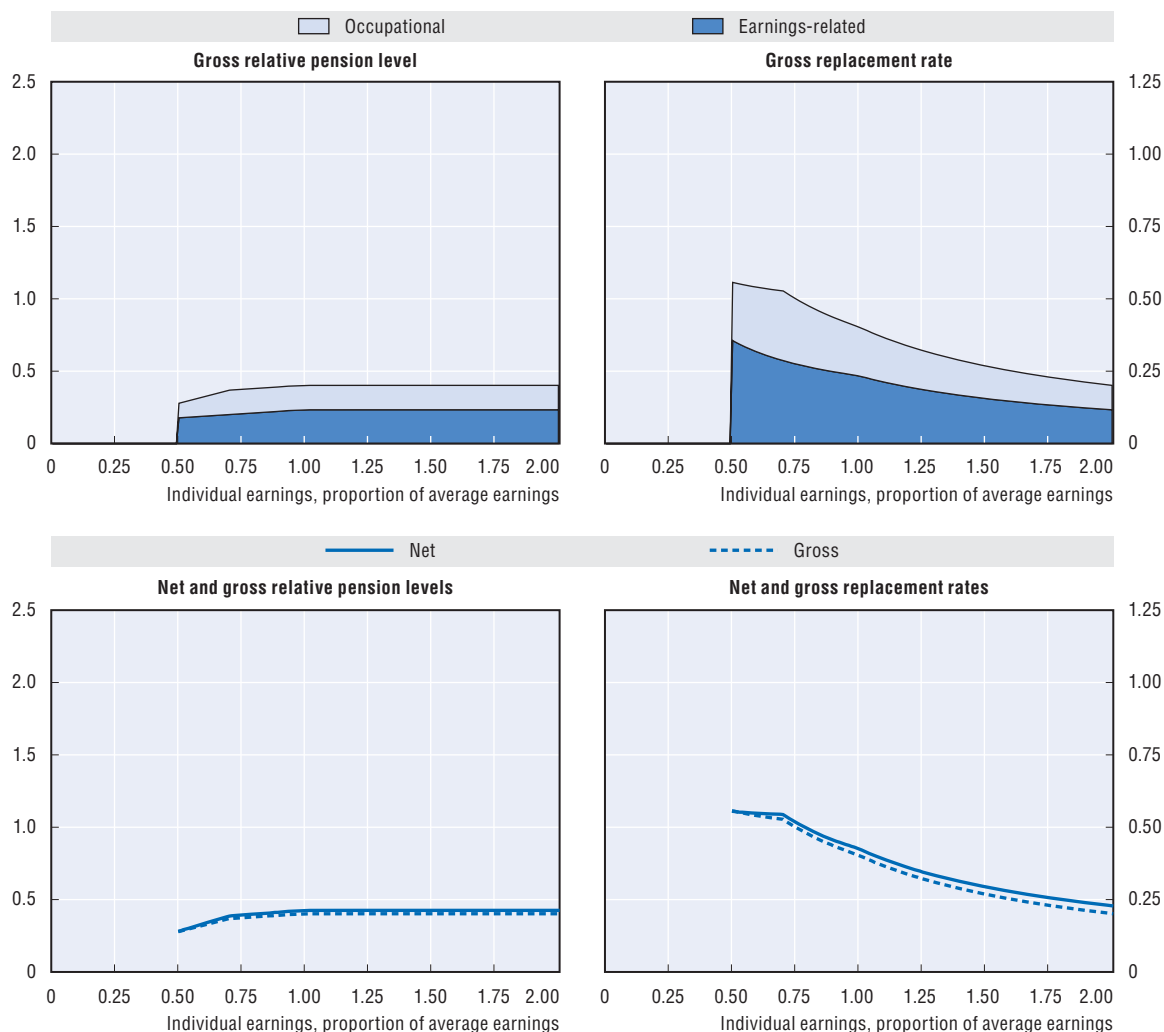 Occupational Earnings-related
Gross relative pension level Gross replacement rate
2.5 1.25
2.0 1.00
1.5 0.75
1.0 0.50
0.5 0.25
0 0
0 0.25 0.50 0.75 1.00 1.25 1.50 1.75 2.00 0 0.25 0.50 0.75 1.00 1.25 1.50 1.75 2.00
Individual earnings, proportion of average earnings Individual earnings, proportion of average earnings
Net Gross
Net and gross relative pension levels Net and gross replacement rates
2.5 1.25
2.0 1.00
1.5 0.75
1.0 0.50
0.5 0.25
0 0
0 0.25 0.50 0.75 1.00 1.25 1.50 1.75 2.00 0 0.25 0.50 0.75 1.00 1.25 1.50 1.75 2.00
Individual earnings, proportion of average earnings Individual earnings, proportion of average earnings